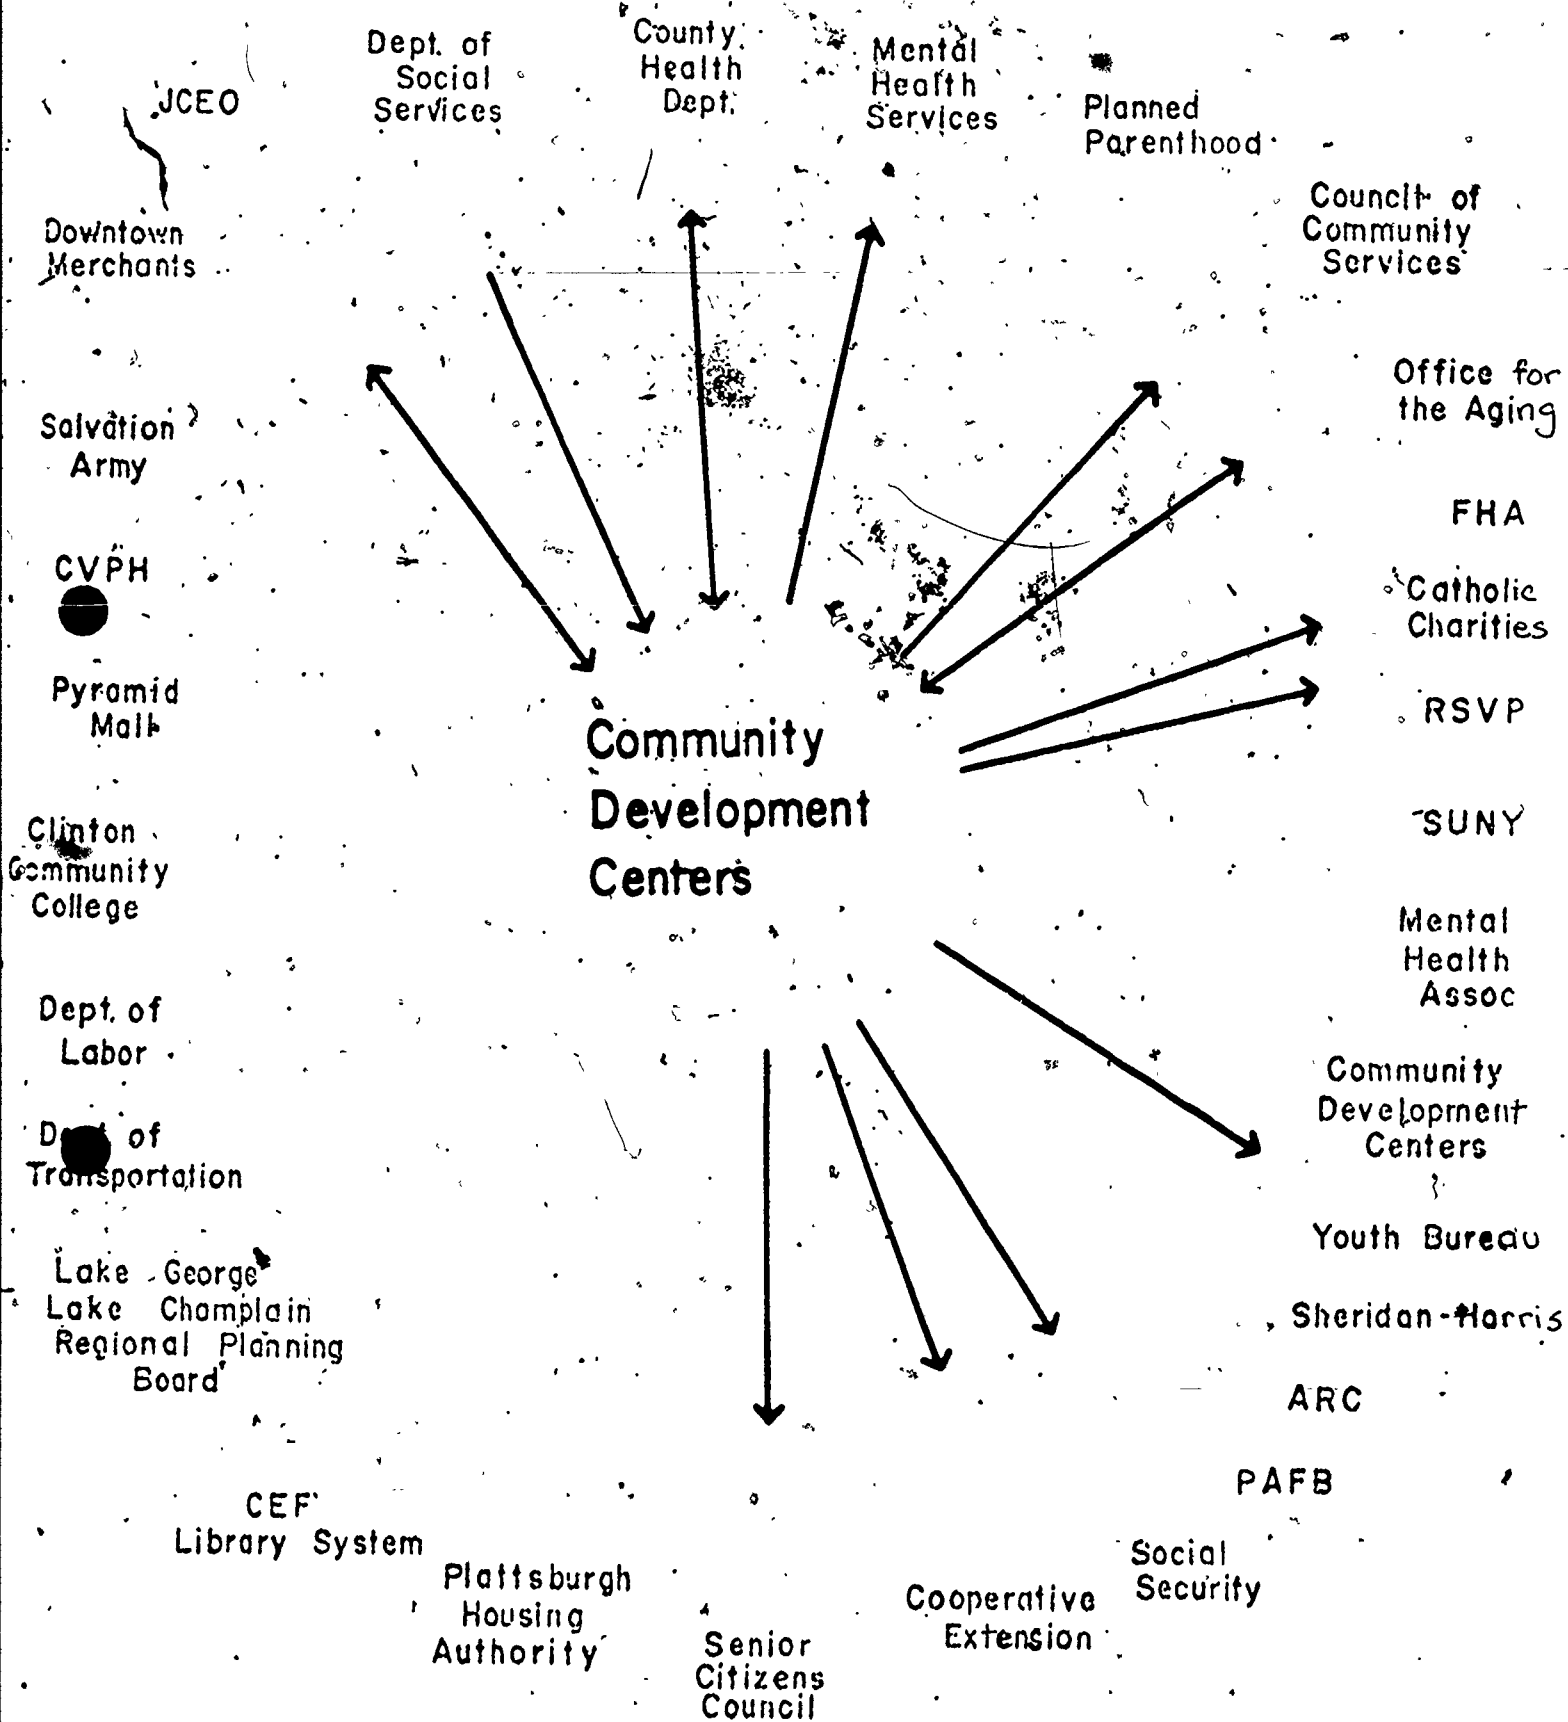 JCEO
Dept. of
Social
Services
County
Health
Dept.
Mental
Health
Services
Planned
Parenthood
Council of
Community
Services
Office for
the Aging
FHA
Catholic
Charities
RSVP
SUNY
Mental
Health
Assoc
Community
Development
Centers
Youth Bureau
Sheridan-Harris
ARC
PAFB
Social
Security
Cooperative
Extension
Senior
Citizens
Council
Plattsburgh
Housing
Authority
CEF
Library System
Lake George
Lake Champlain
Regional Planning
Board
Dept. of
Transportation
Dept. of
Labor
Clinton
Community
College
Pyramid
Mall
CVPH
Salvation
Army
Downtown
Merchants
Community
Development
Centers